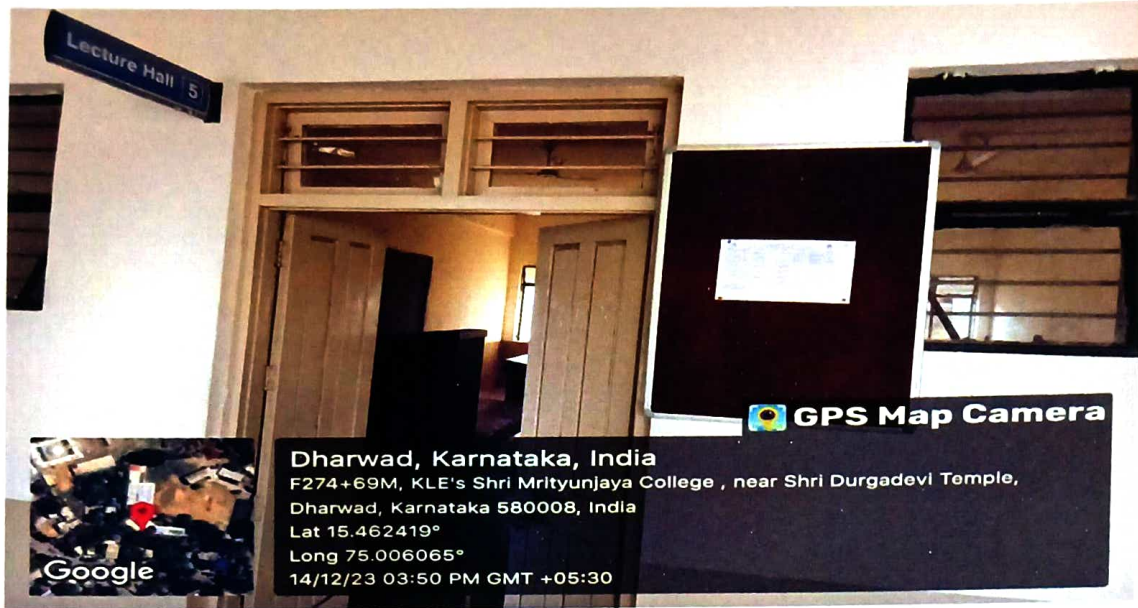 Lecture Hall 5
GPS Map Camera
Dharwad, Karnataka, India
F274+69M, KLE's Shri Mrityunjaya College , near Shri Durgadevi Temple,
Dharwad, Karnataka 580008, India
Lat 15.462419°
Long 75.006065°
14/12/23 03:50 PM GMT +05:30
Google